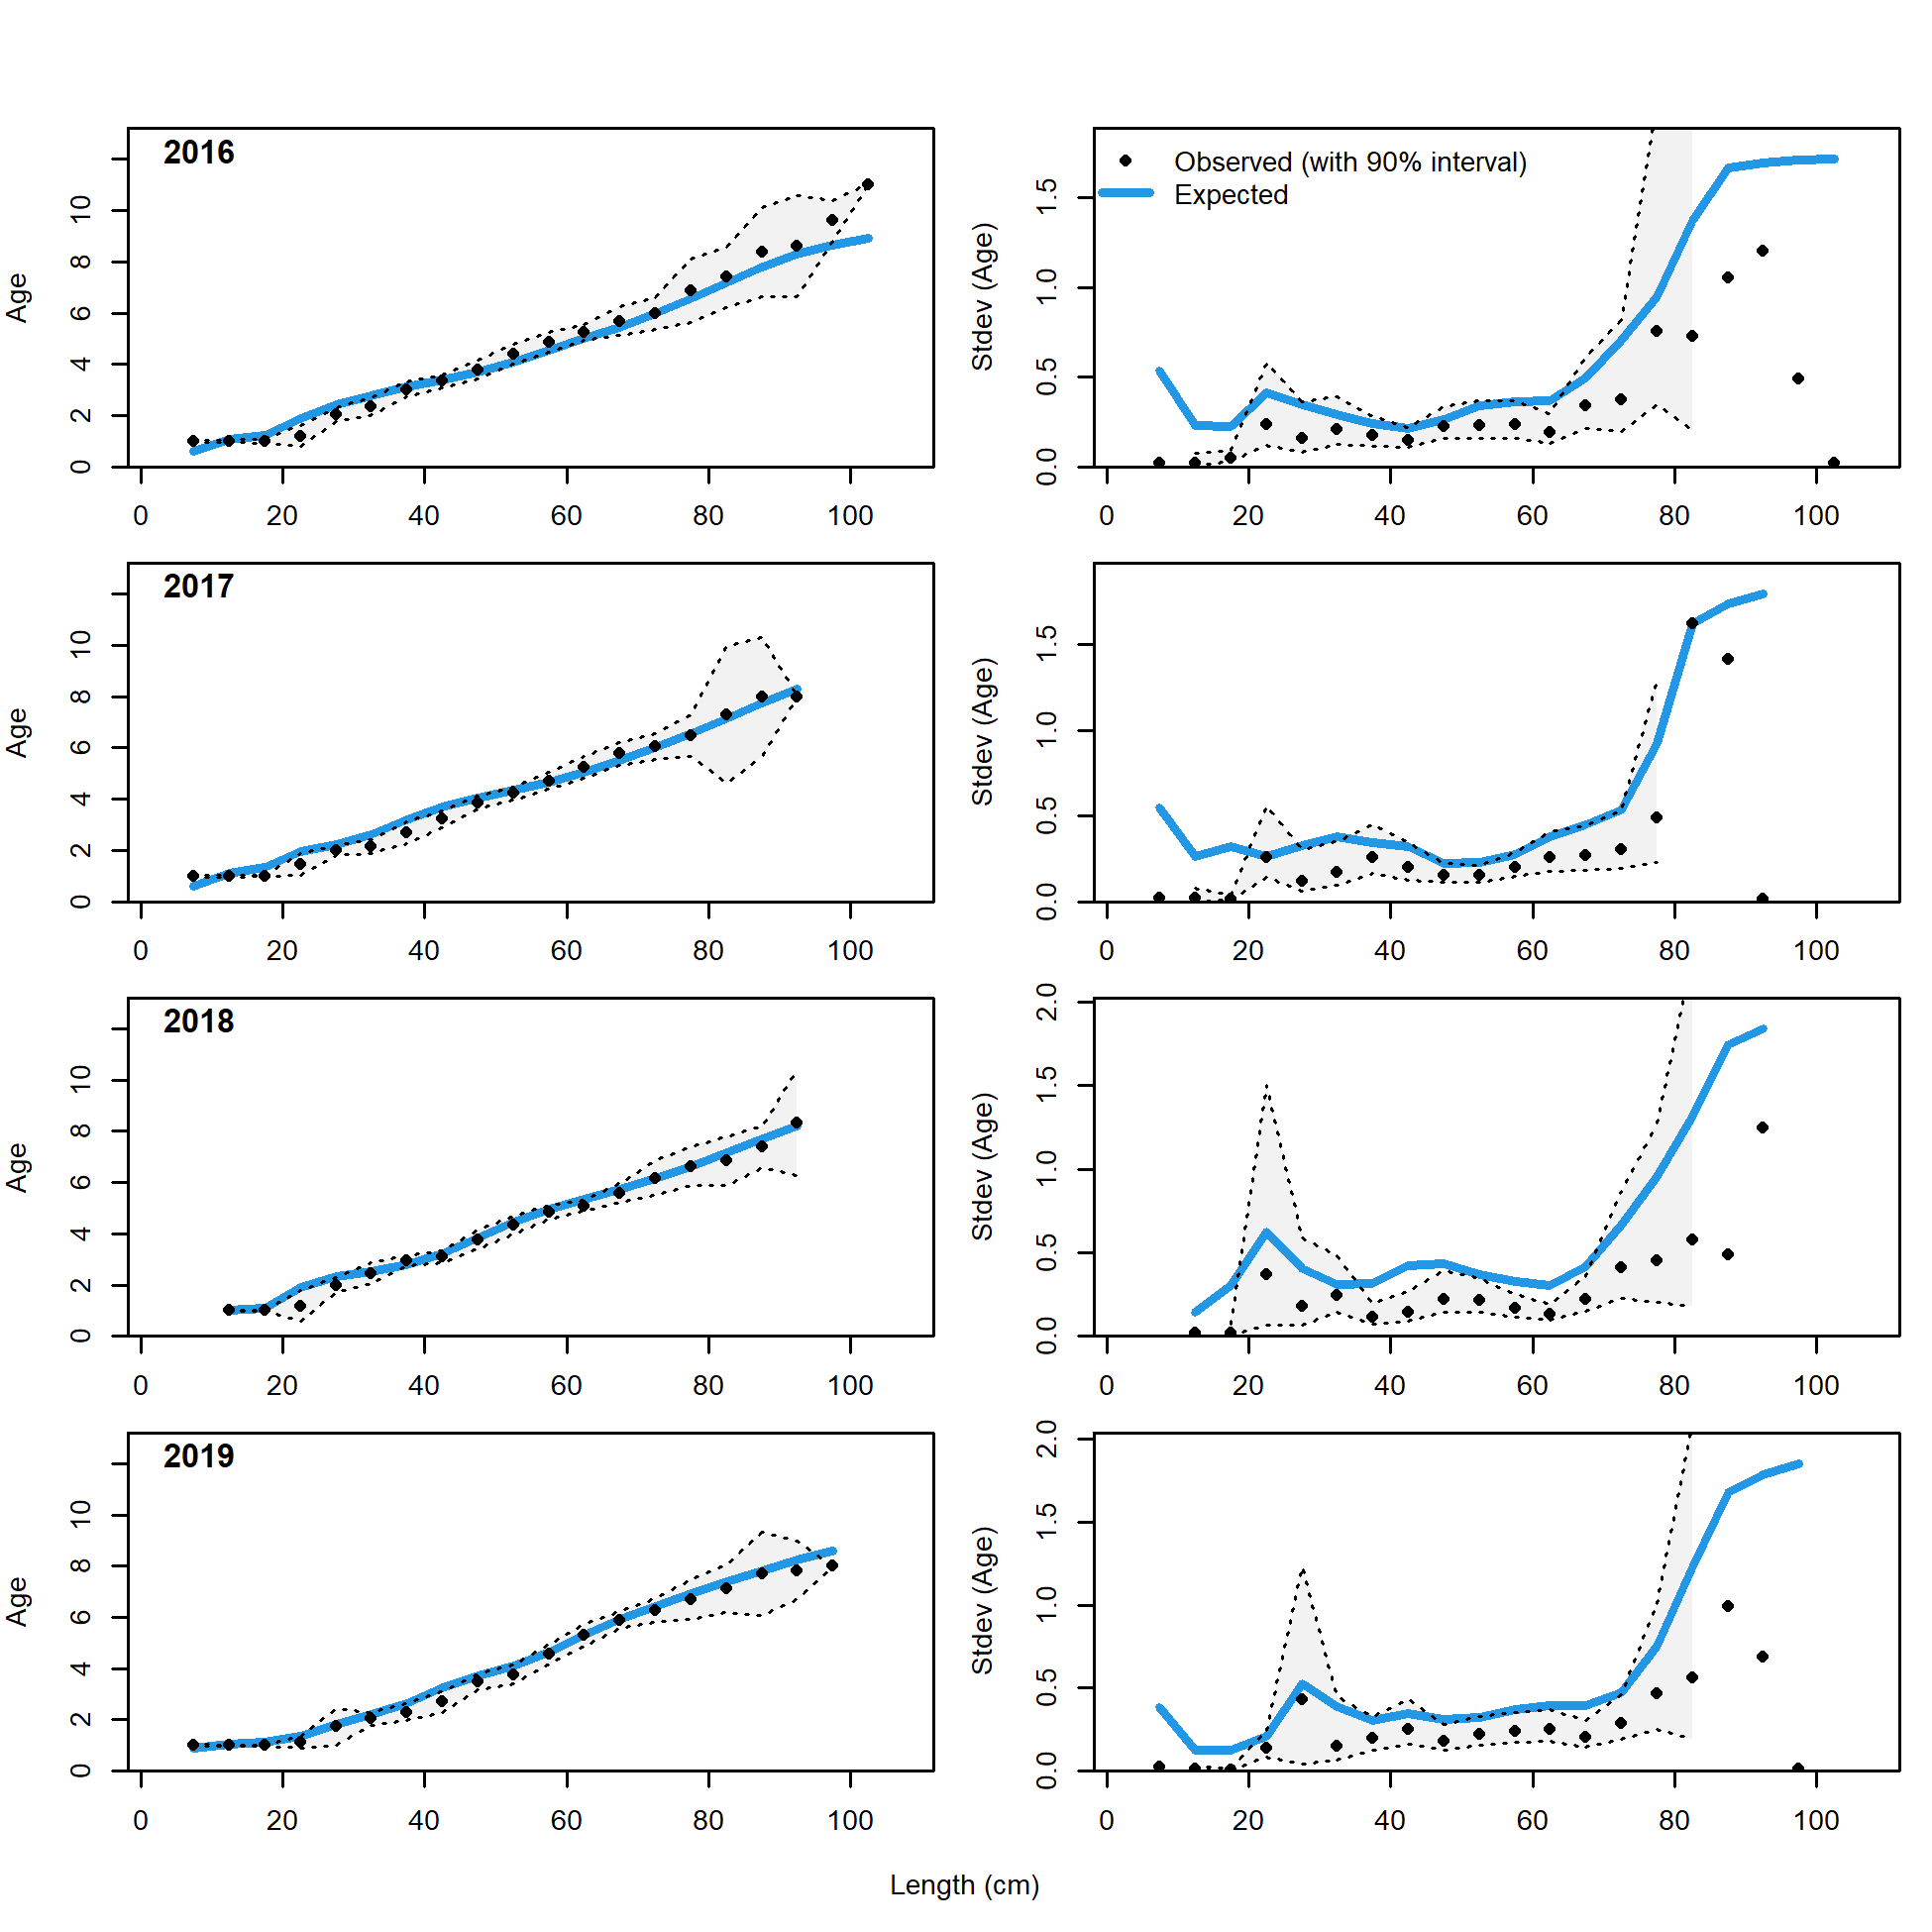 2016
Age
0 2 4 6 8 10
0 20 40 60 80 100
Observed (with 90% interval)
Expected
Stdev (Age)
0.0 0.5 1.0 1.5
0 20 40 60 80 100
2017
Age
0 2 4 6 8 10
0 20 40 60 80 100
Stdev (Age)
0.0 0.5 1.0 1.5
0 20 40 60 80 100
2018
Age
0 2 4 6 8 10
0 20 40 60 80 100
Stdev (Age)
0.0 0.5 1.0 1.5 2.0
0 20 40 60 80 100
2019
Age
0 2 4 6 8 10
0 20 40 60 80 100
Stdev (Age)
0.0 0.5 1.0 1.5 2.0
0 20 40 60 80 100
Length (cm)